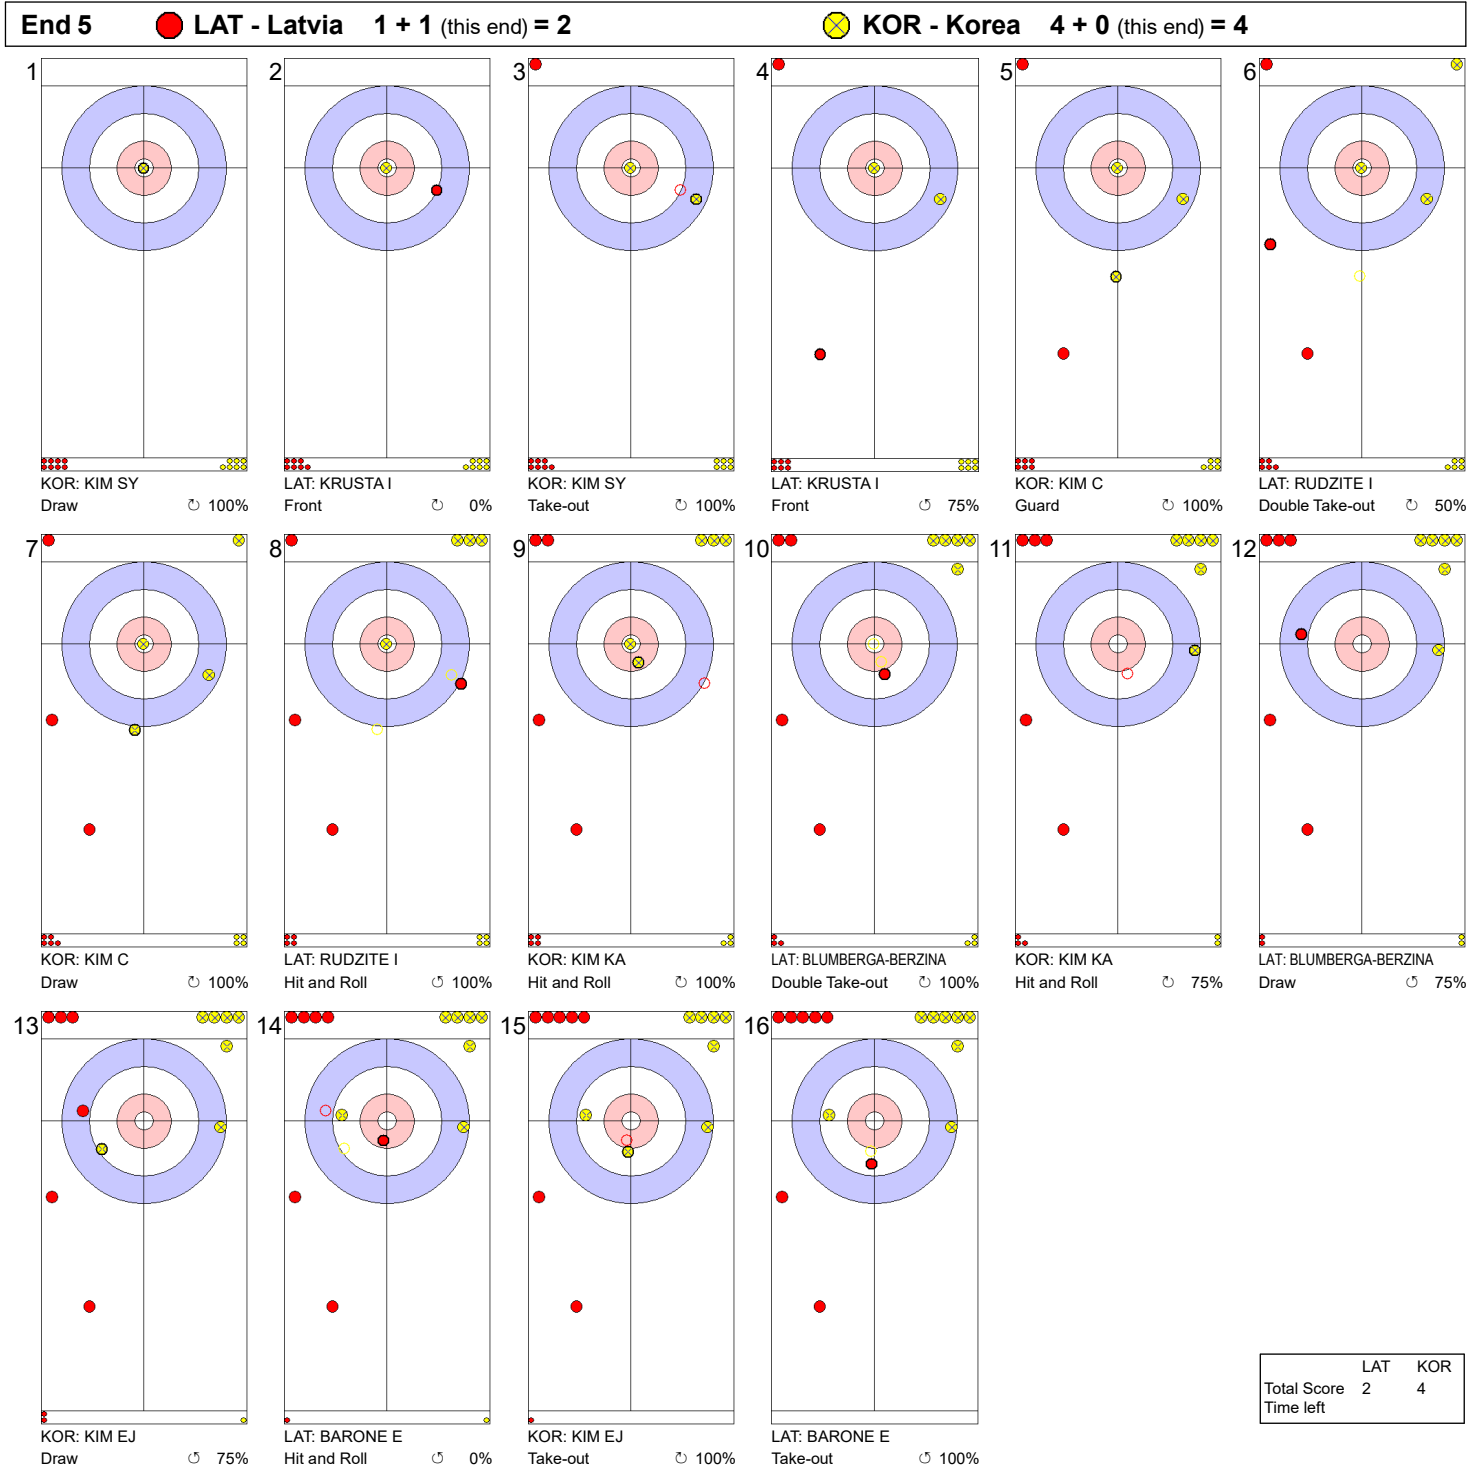 End 5 LAT - Latvia 1 + 1 (this end) = 2 KOR - Korea 4 + 0 (this end) = 4
1 2 3 4 5 6
KOR: KIM SY LAT: KRUSTA I KOR: KIM SY LAT: KRUSTA I KOR: KIM C LAT: RUDZITE I
Draw ↻ 100% Front ↻ 0% Take-out ↻ 100% Front ↺ 75% Guard ↻ 100% Double Take-out ↻ 50%
7 8 9 10 11 12
KOR: KIM C LAT: RUDZITE I KOR: KIM KA LAT: BLUMBERGA-BERZINA KOR: KIM KA LAT: BLUMBERGA-BERZINA
Draw ↻ 100% Hit and Roll ↻ 100% Hit and Roll ↻ 100% Double Take-out ↻ 100% Hit and Roll ↻ 75% Draw ↺ 75%
13 14 15 16
KOR: KIM EJ LAT: BARONE E KOR: KIM EJ LAT: BARONE E
Draw ↺ 75% Hit and Roll ↺ 0% Take-out ↻ 100% Take-out ↺ 100%
LAT KOR
Total Score 2 4
Time left